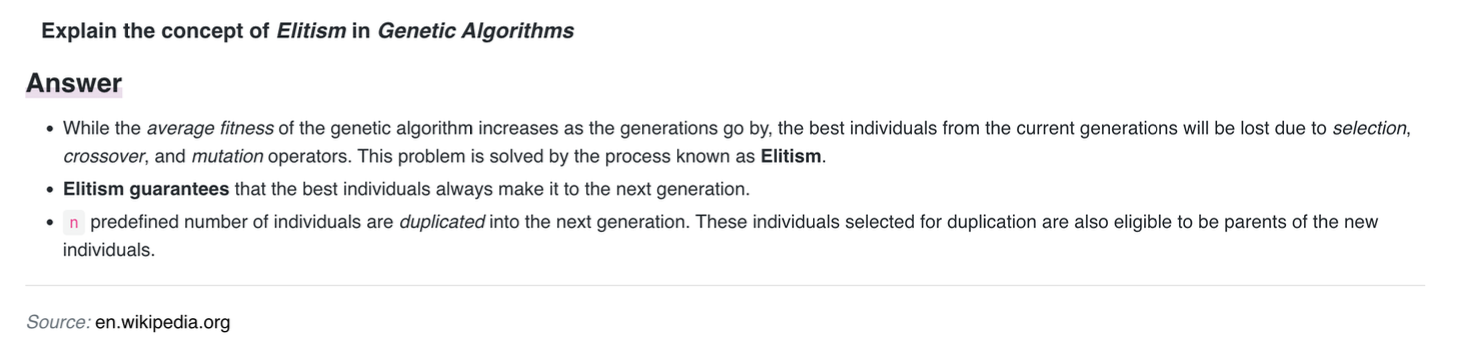 Explain the concept of Elitism in Genetic Algorithms
Answer
• While the average fitness of the genetic algorithm increases as the generations go by, the best individuals from the current generations will be lost due to selection,
crossover, and mutation operators. This problem is solved by the process known as Elitism.
• Elitism guarantees that the best individuals always make it to the next generation.
• n predefined number of individuals are duplicated into the next generation. These individuals selected for duplication are also eligible to be parents of the new
individuals.
Source: en.wikipedia.org